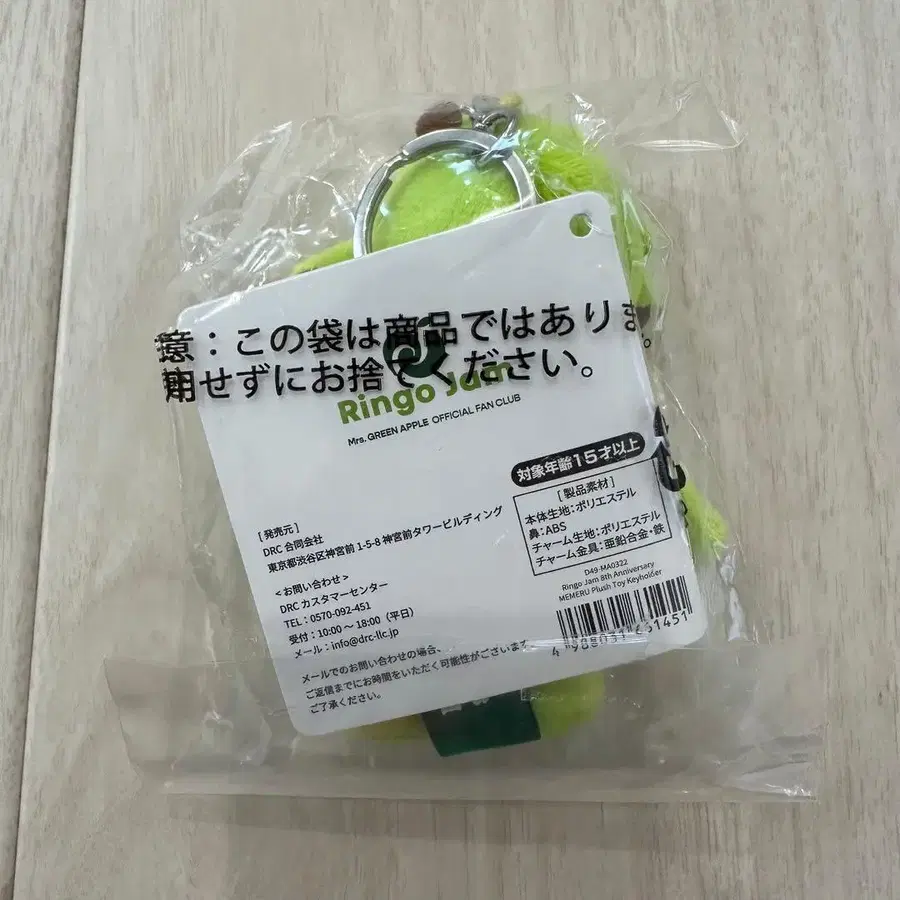 意：この袋は商品ではありま
用せずにお捨てください。
Ringo Jam
Mrs. GREEN APPLE OFFICIAL FAN CLUB
対象年齢15才以上
[製品素材]
本体生地:ポリエステル
鼻:ABS
チャーム生地:ポリエステル
チャーム金具:亜鉛合金・鉄
D49-MA0322
Ringo Jam 8th Anniversary
MEMERU Plush Toy Keyholder
[発売元]
DRC 合同会社
東京都渋谷区神宮前 1-5-8 神宮前タワービルディング
<お問い合わせ>
DRC カスタマーセンター
TEL：0570-092-451
受付：10:00 〜 18:00（平日）
メール：info@drc-llc.jp
メールでのお問い合わせの場合、
ご返信までにお時間をいただく可能性がございます
ご了承ください。